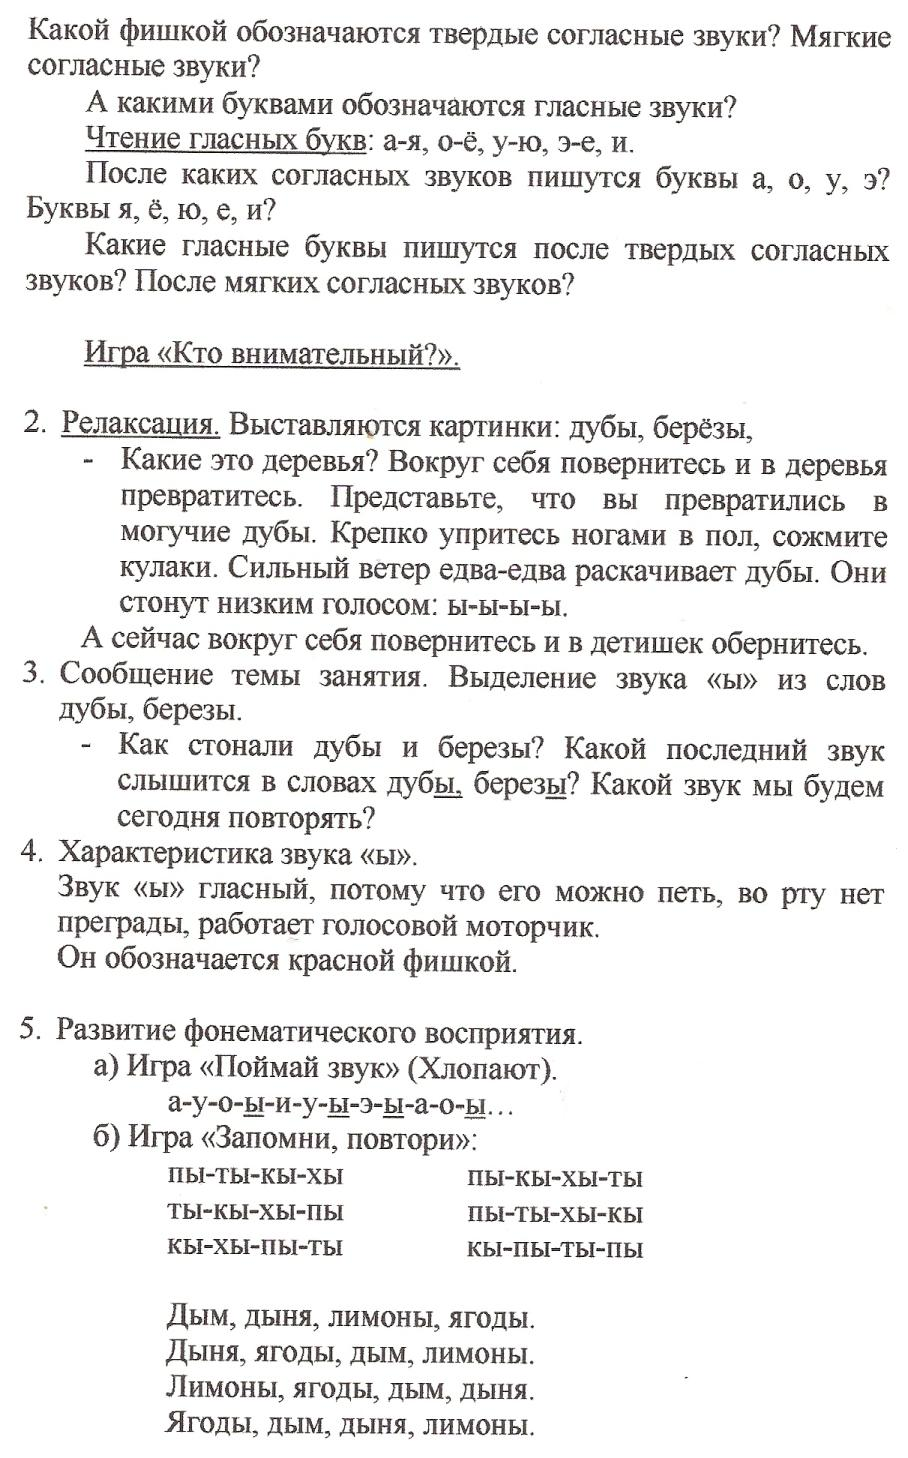 Какой фишкой обозначаются твердые согласные звуки? Мягкие
согласные звуки?
А какими буквами обозначаются гласные звуки?
Чтение гласных букв: а-я, о-ё, у-ю, э-е, и.
После каких согласных звуков пишутся буквы а, о, у, э?
Буквы я, ё, ю, е, и?
Какие гласные буквы пишутся после твердых согласных
звуков? После мягких согласных звуков?
Игра «Кто внимательный?».
2. Релаксация. Выставляются картинки: дубы, берёзы,
- Какие это деревья? Вокруг себя повернитесь и в деревья
превратитесь. Представьте, что вы превратились в
могучие дубы. Крепко упритесь ногами в пол, сожмите
кулаки. Сильный ветер едва-едва раскачивает дубы. Они
стонут низким голосом: ы-ы-ы-ы.
А сейчас вокруг себя повернитесь и в детишек обернитесь.
3. Сообщение темы занятия. Выделение звука «ы» из слов
дубы, березы.
- Как стонали дубы и березы? Какой последний звук
слышится в словах дубы, березы? Какой звук мы будем
сегодня повторять?
4. Характеристика звука «ы».
Звук «ы» гласный, потому что его можно петь, во рту нет
преграды, работает голосовой моторчик.
Он обозначается красной фишкой.
5. Развитие фонематического восприятия.
а) Игра «Поймай звук» (Хлопают).
а-у-о-ы-и-у-ы-э-ы-а-о-ы...
б) Игра «Запомни, повтори»:
пы-ты-кы-хы пы-кы-хы-ты
ты-кы-хы-пы пы-ты-хы-кы
кы-хы-пы-ты кы-пы-ты-пы
Дым, дыня, лимоны, ягоды.
Дыня, ягоды, дым, лимоны.
Лимоны, ягоды, дым, дыня.
Ягоды, дым, дыня, лимоны.